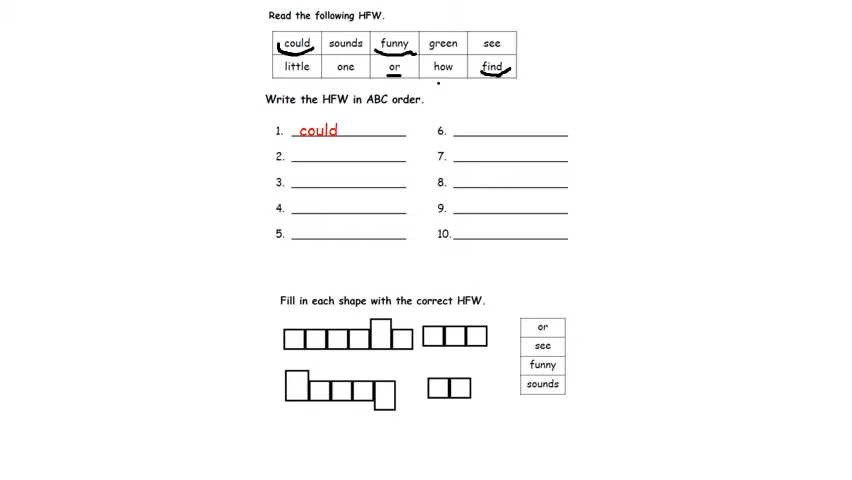 Read the following HFW.
could sounds funny green see
little one or how find
Write the HFW in ABC order.
1. could 6.
2. 7.
3. 8.
4. 9.
5. 10.
Fill in each shape with the correct HFW.
or
see
funny
sounds